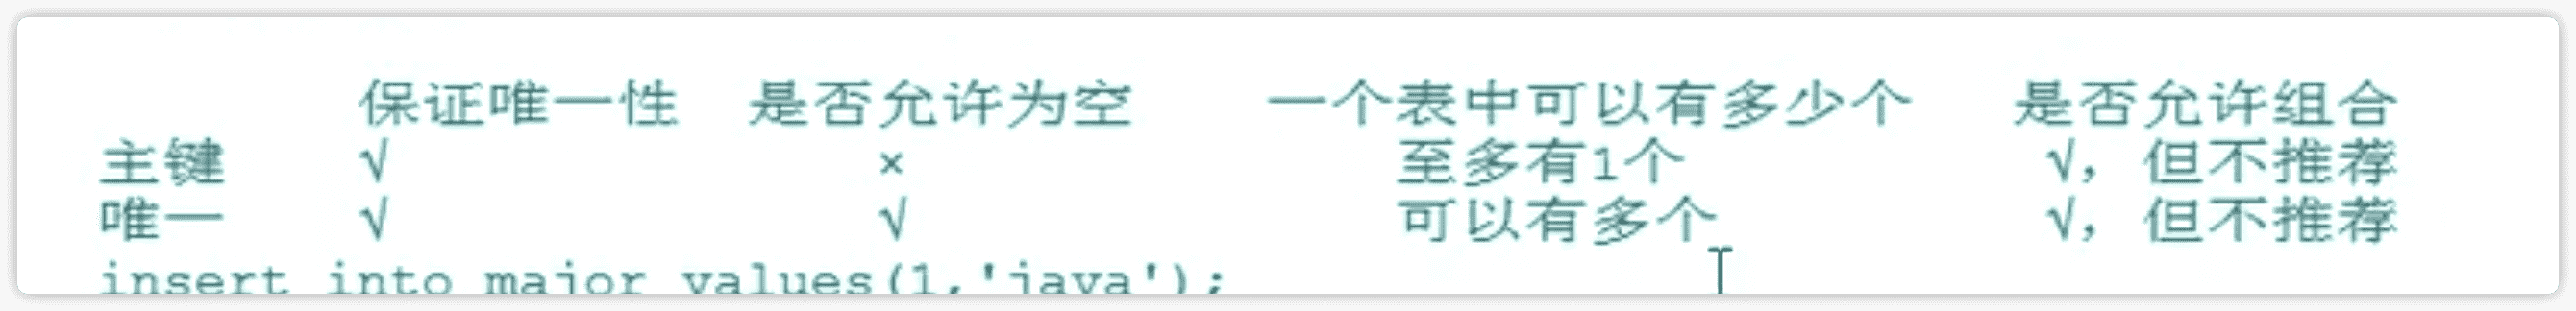 保证唯一性 是否允许为空 一个表中可以有多少个 是否允许组合
主键 √ × 至多有1个 √，但不推荐
唯一 √ √ 可以有多个 √，但不推荐
insert into major values(1,'java');